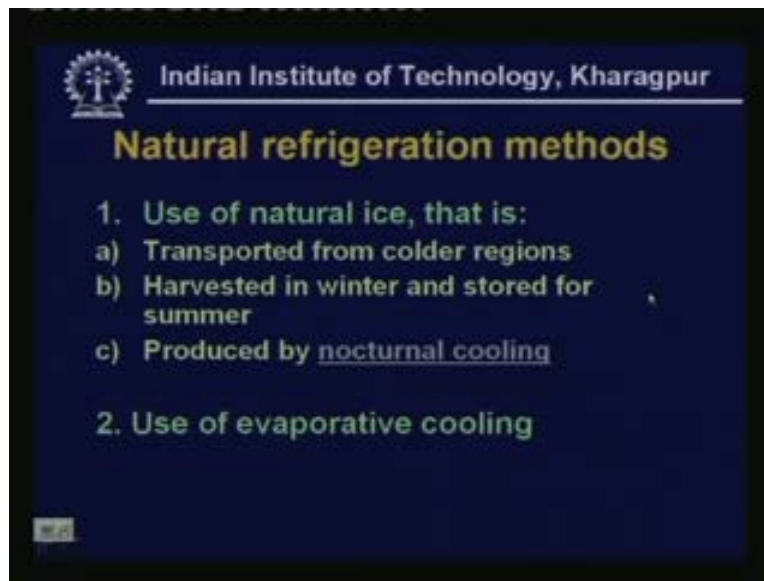 Indian Institute of Technology, Kharagpur
Natural refrigeration methods
1. Use of natural ice, that is:
a) Transported from colder regions
b) Harvested in winter and stored for
summer
c) Produced by nocturnal cooling
2. Use of evaporative cooling